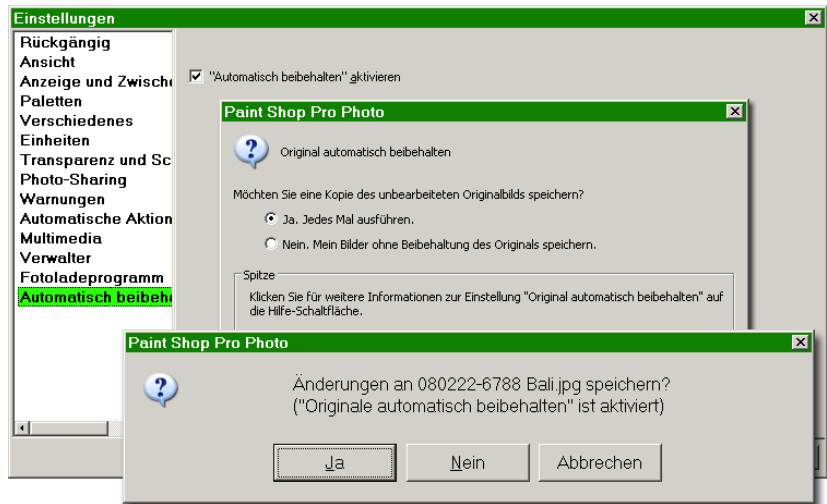 Einstellungen
Rückgängig
Ansicht
Anzeige und Zwische
Paletten
Verschiedenes
Einheiten
Transparenz und Sc
Photo-Sharing
Warnungen
Automatische Aktion
Multimedia
Verwalter
Fotoladeprogramm
Automatisch beibeha
"Automatisch beibehalten" aktivieren
Paint Shop Pro Photo
Original automatisch beibehalten
Möchten Sie eine Kopie des unbearbeiteten Originalbilds speichern?
Ja. Jedes Mal ausführen.
Nein. Mein Bilder ohne Beibehaltung des Originals speichern.
Spitze
Klicken Sie für weitere Informationen zur Einstellung "Original automatisch beibehalten" auf
die Hilfe-Schaltfläche.
Paint Shop Pro Photo
Änderungen an 080222-6788 Bali.jpg speichern?
("Originale automatisch beibehalten" ist aktiviert)
Ja
Nein
Abbrechen